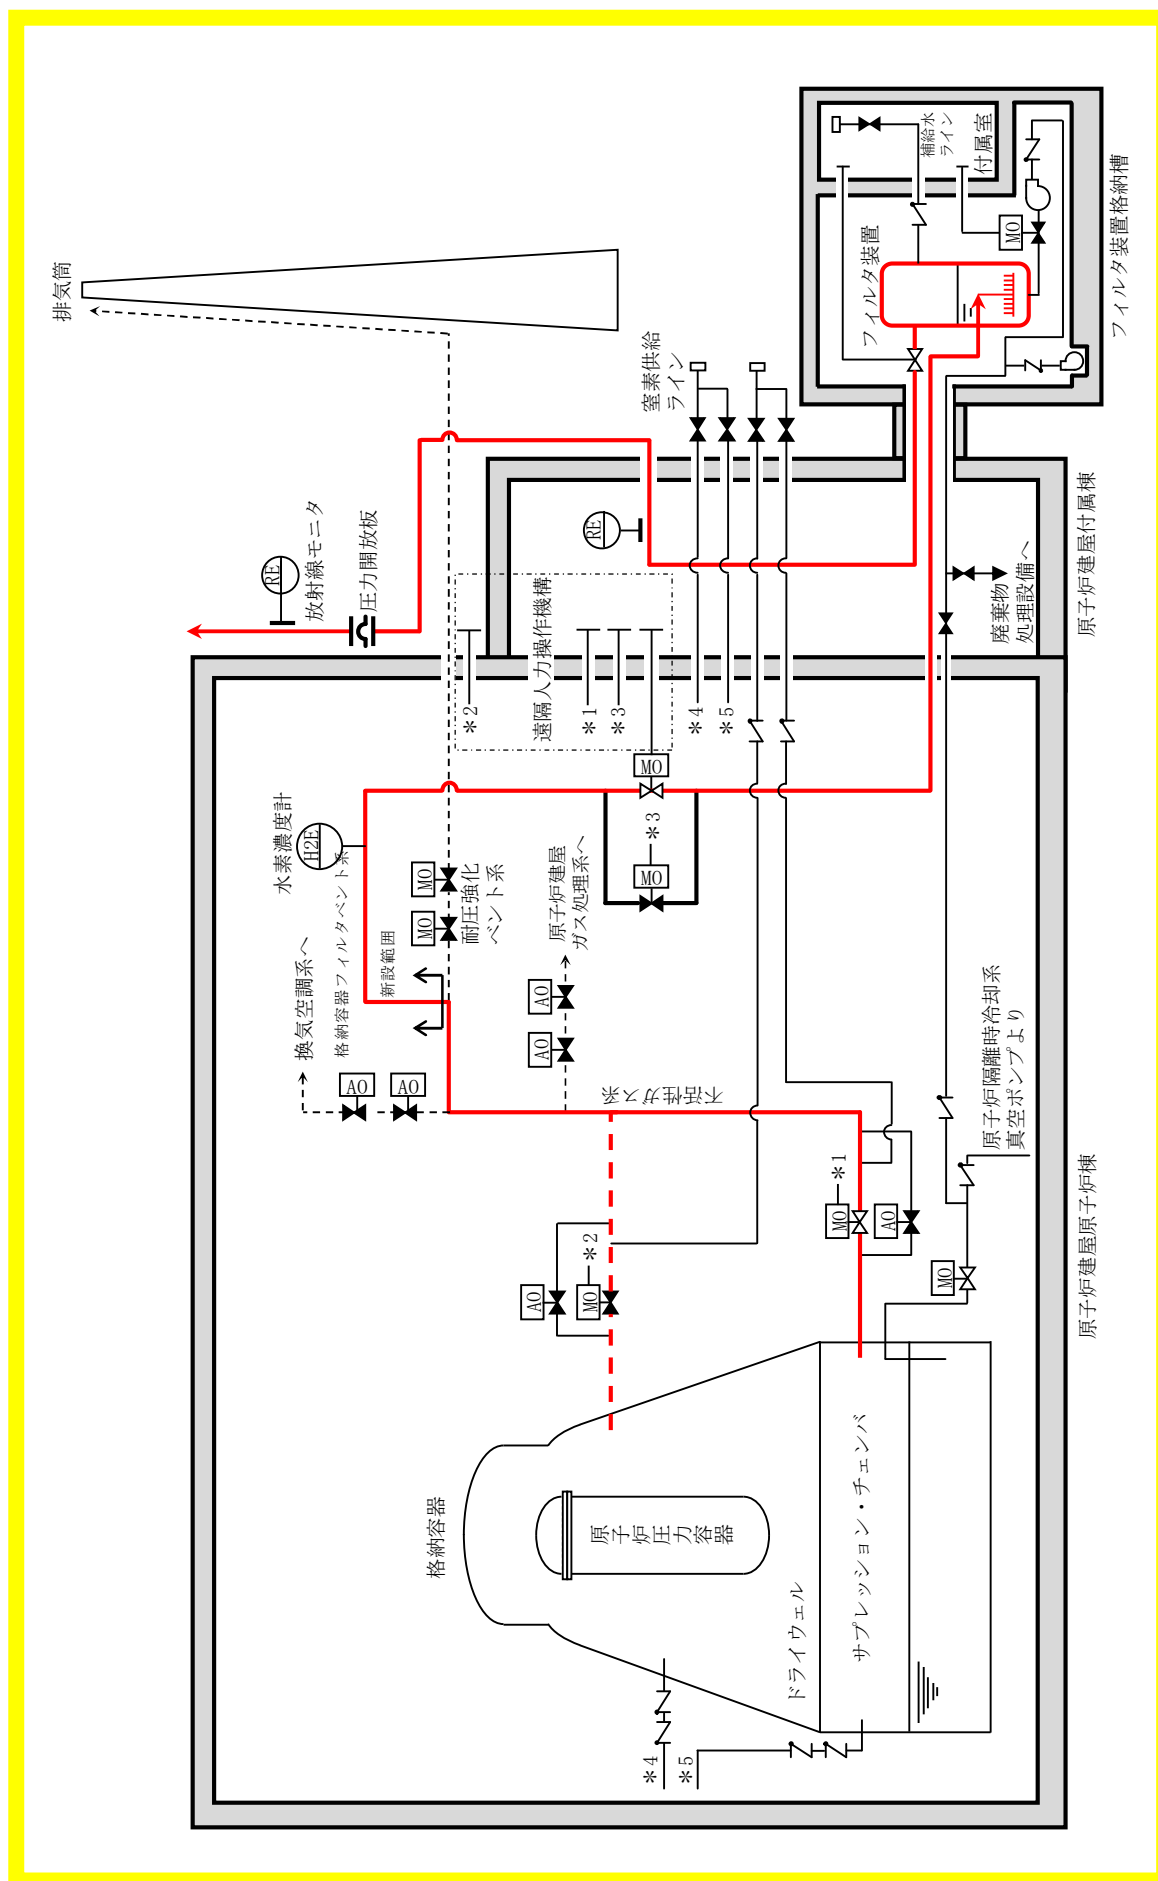 排気筒
放射線モニタ
RE
圧力開放板
水素濃度計
H2E
換気空調系へ
格納容器フィルタベント系
新設範囲
AO
AO
MO
MO
耐圧強化
ベント系
原子炉建屋
ガス処理系へ
AO
AO
不活性ガス系
遠隔人力操作機構
*2
*1
*3
*4
*5
MO
*3
MO
RE
窒素供給
ライン
フィルタ装置
補給水
ライン
付属室
MO
フィルタ装置格納槽
原子炉建屋付属棟
廃棄物
処理設備へ
原子炉隔離時冷却系
真空ポンプより
*1
MO
AO
MO
*2
AO
MO
格納容器
原子炉圧力容器
ドライウェル
サプレッション・チェンバ
*4
*5
原子炉建屋原子炉棟